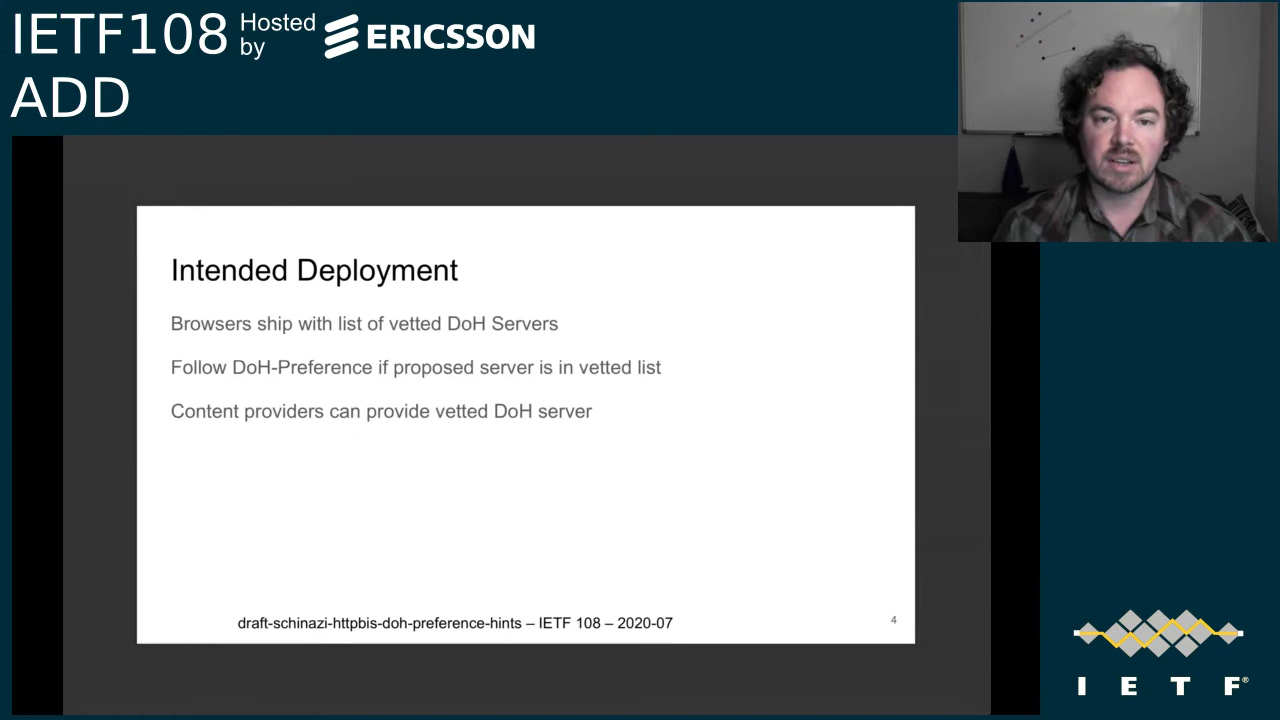 IETF108 Hosted by ERICSSON
ADD
Intended Deployment
Browsers ship with list of vetted DoH Servers
Follow DoH-Preference if proposed server is in vetted list
Content providers can provide vetted DoH server
draft-schinazi-httpbis-doh-preference-hints – IETF 108 – 2020-07
4
I E T F®